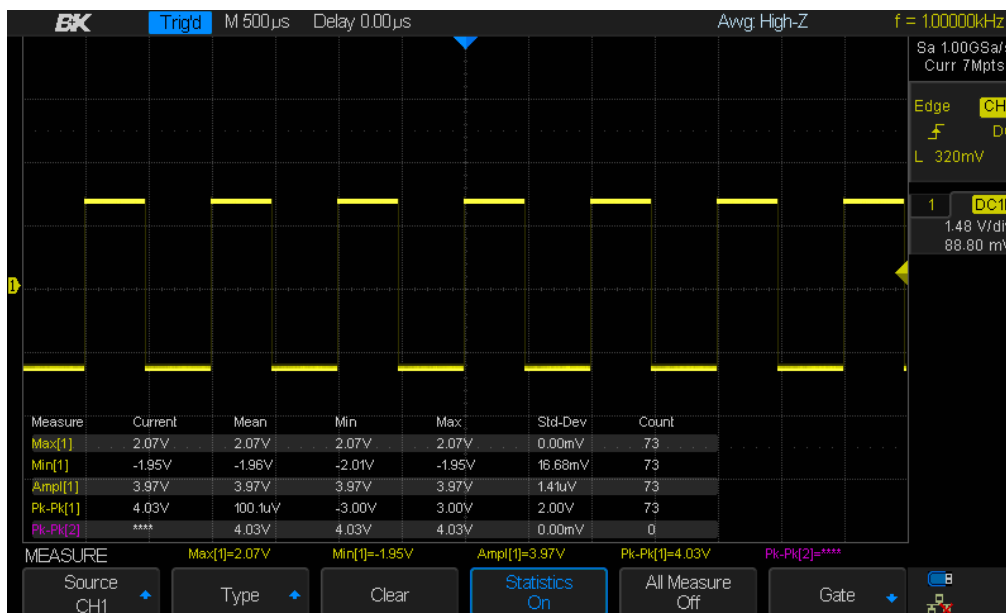 BK Trig'd M 500µs Delay 0.00µs Awg: High-Z f = 1.00000kHz
Sa 1.00GSa/s
Curr 7Mpts
Edge CH
L 320mV
1 DC1
1.48 V/div
88.80 mV
1
Measure Current Mean Min Max Std-Dev Count
Max[1] 2.07V 2.07V 2.07V 2.07V 0.00mV 73
Min[1] -1.95V -1.96V -2.01V -1.95V 16.68mV 73
Ampl[1] 3.97V 3.97V 3.97V 3.97V 1.41uV 73
Pk-Pk[1] 4.03V 100.1uV -3.00V 3.00V 2.00V 73
Pk-Pk[2] **** 4.03V 4.03V 4.03V 0.00mV 0
MEASURE Max[1]=2.07V Min[1]=-1.95V Ampl[1]=3.97V Pk-Pk[1]=4.03V Pk-Pk[2]=****
Source Type Clear Statistics All Measure Gate
CH1 On Off